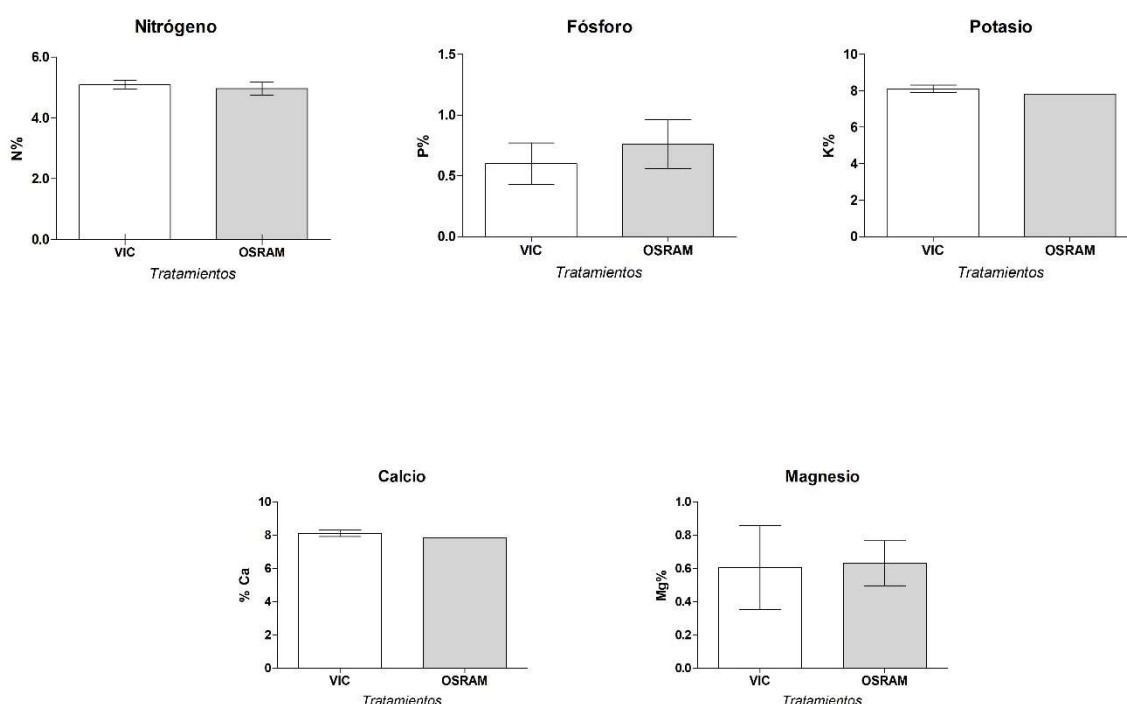 Nitrógeno
6.0
4.0
2.0
0.0
N%
VIC
OSRAM
Tratamientos
Fósforo
1.5
1.0
0.5
0.0
P%
VIC
OSRAM
Tratamientos
Potasio
10
8
6
4
2
0
K%
VIC
OSRAM
Tratamientos
Calcio
10
8
6
4
2
0
% Ca
VIC
OSRAM
Tratamientos
Magnesio
1.0
0.8
0.6
0.4
0.2
0.0
Mg%
VIC
OSRAM
Tratamientos